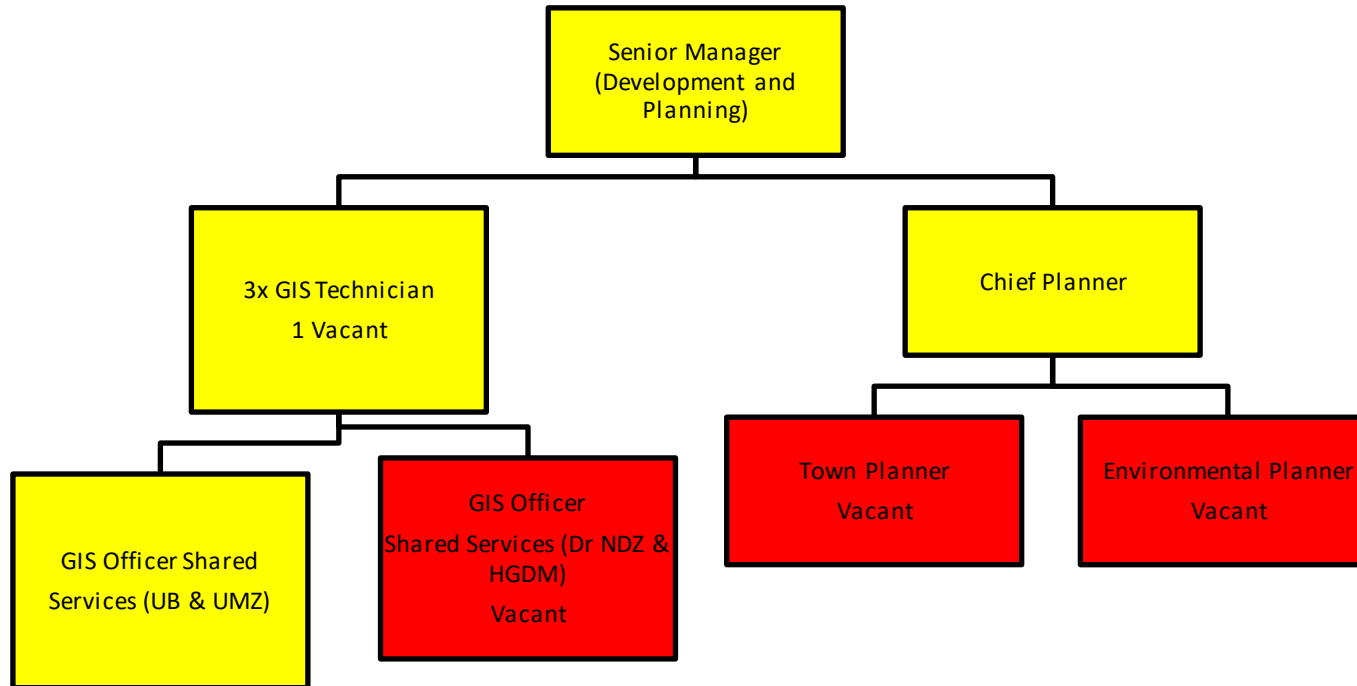 Senior Manager
(Development and
Planning)
3x GIS Technician
1 Vacant
Chief Planner
GIS Officer Shared
Services (UB & UMZ)
GIS Officer
Shared Services (Dr NDZ &
HGDM)
Vacant
Town Planner
Vacant
Environmental Planner
Vacant